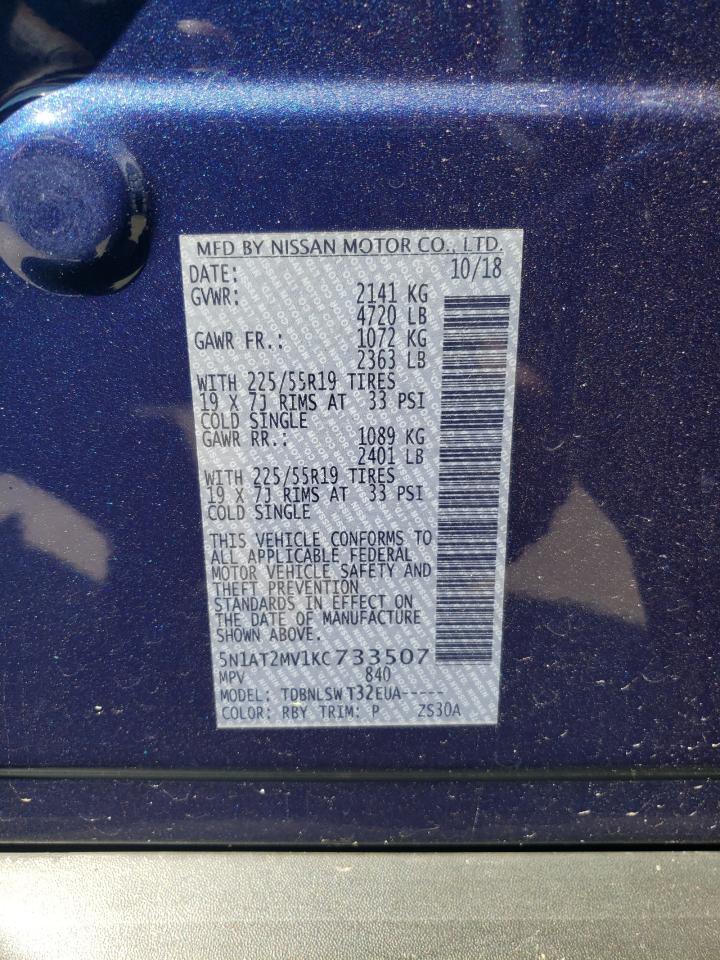 MFD BY NISSAN MOTOR CO., LTD.
DATE: 10/18
GVWR: 2141 KG
4720 LB
GAWR FR.: 1072 KG
2363 LB
WITH 225/55R19 TIRES
19 X 7J RIMS AT 33 PSI
COLD SINGLE
GAWR RR.: 1089 KG
2401 LB
WITH 225/55R19 TIRES
19 X 7J RIMS AT 33 PSI
COLD SINGLE
THIS VEHICLE CONFORMS TO
ALL APPLICABLE FEDERAL
MOTOR VEHICLE SAFETY AND
THEFT PREVENTION
STANDARDS IN EFFECT ON
THE DATE OF MANUFACTURE
SHOWN ABOVE.
5N1AT2MV1KC733507
MPV 840
MODEL: TDBNLSW T32EUA-----
COLOR: RBY TRIM: P ZS30A